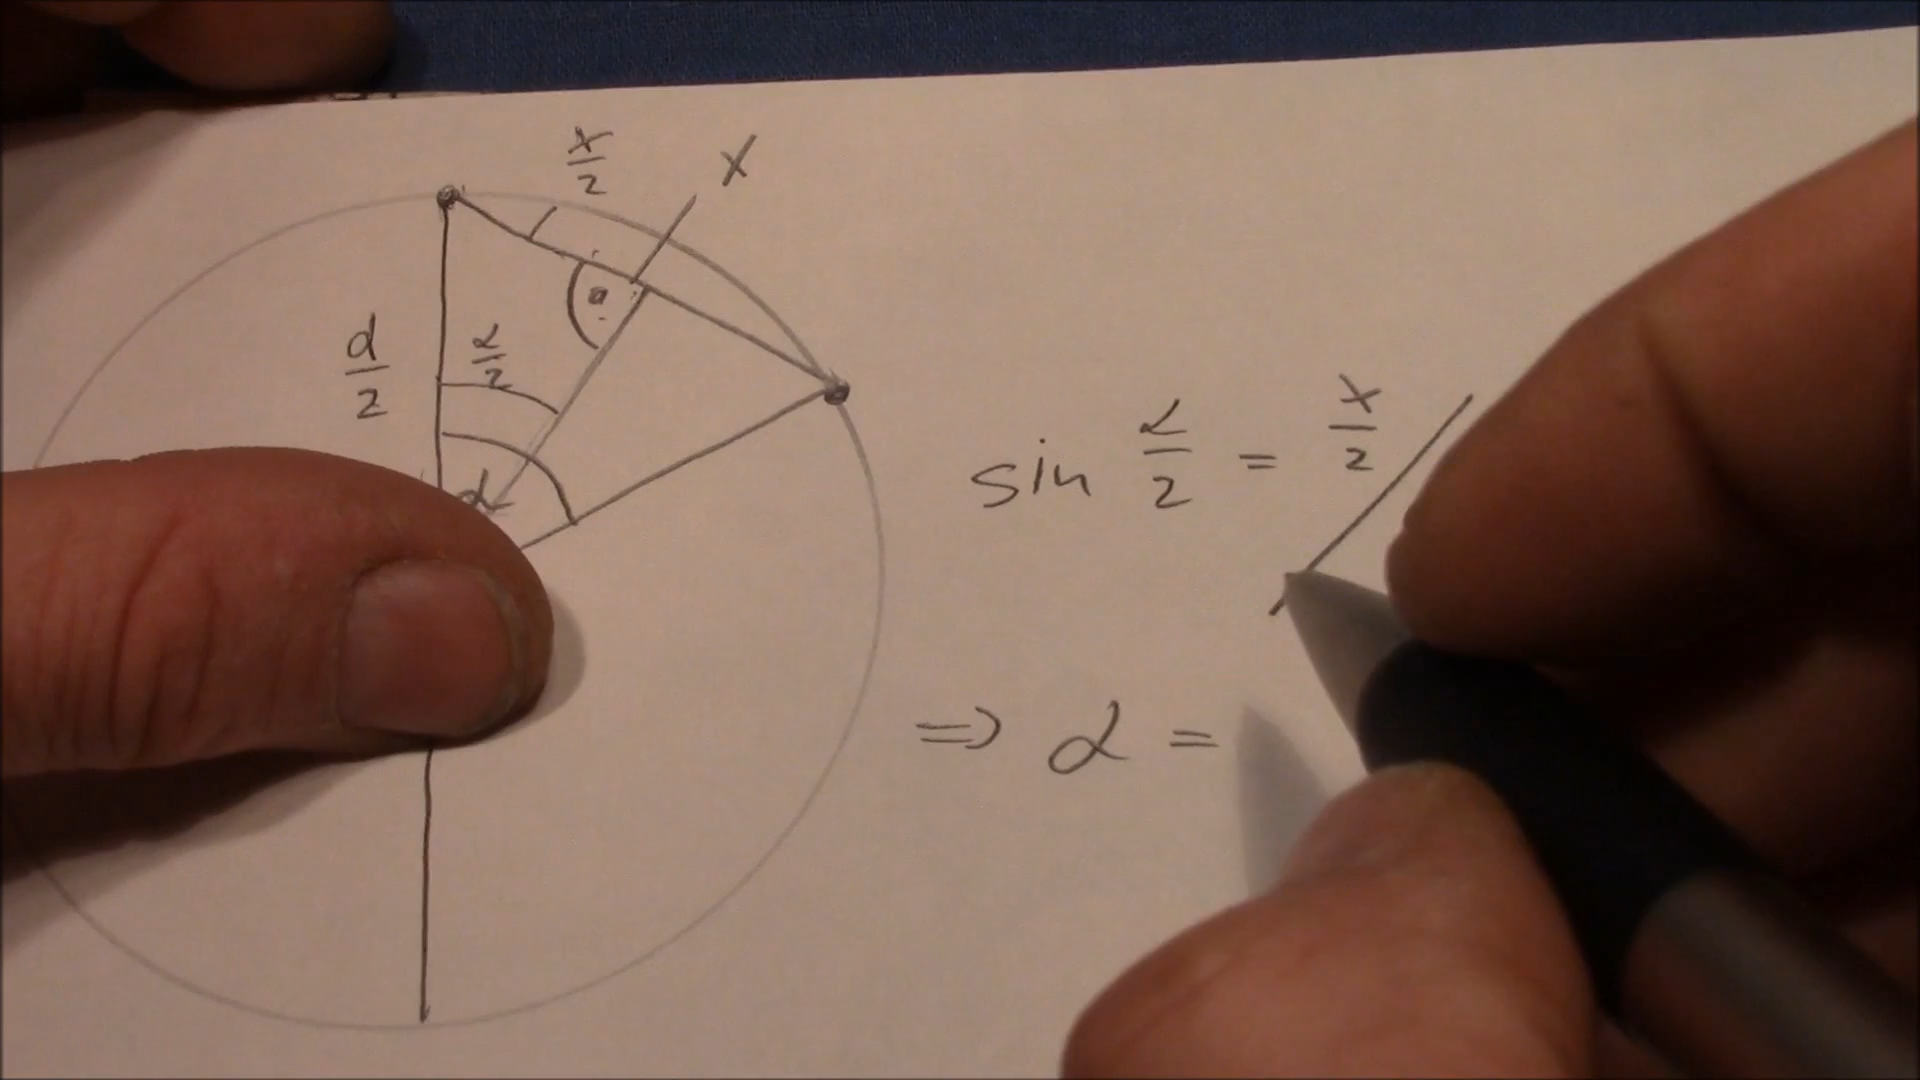 x/2
X
d/2
α/2
α
sin α/2 = x/2 /
⇒ α =